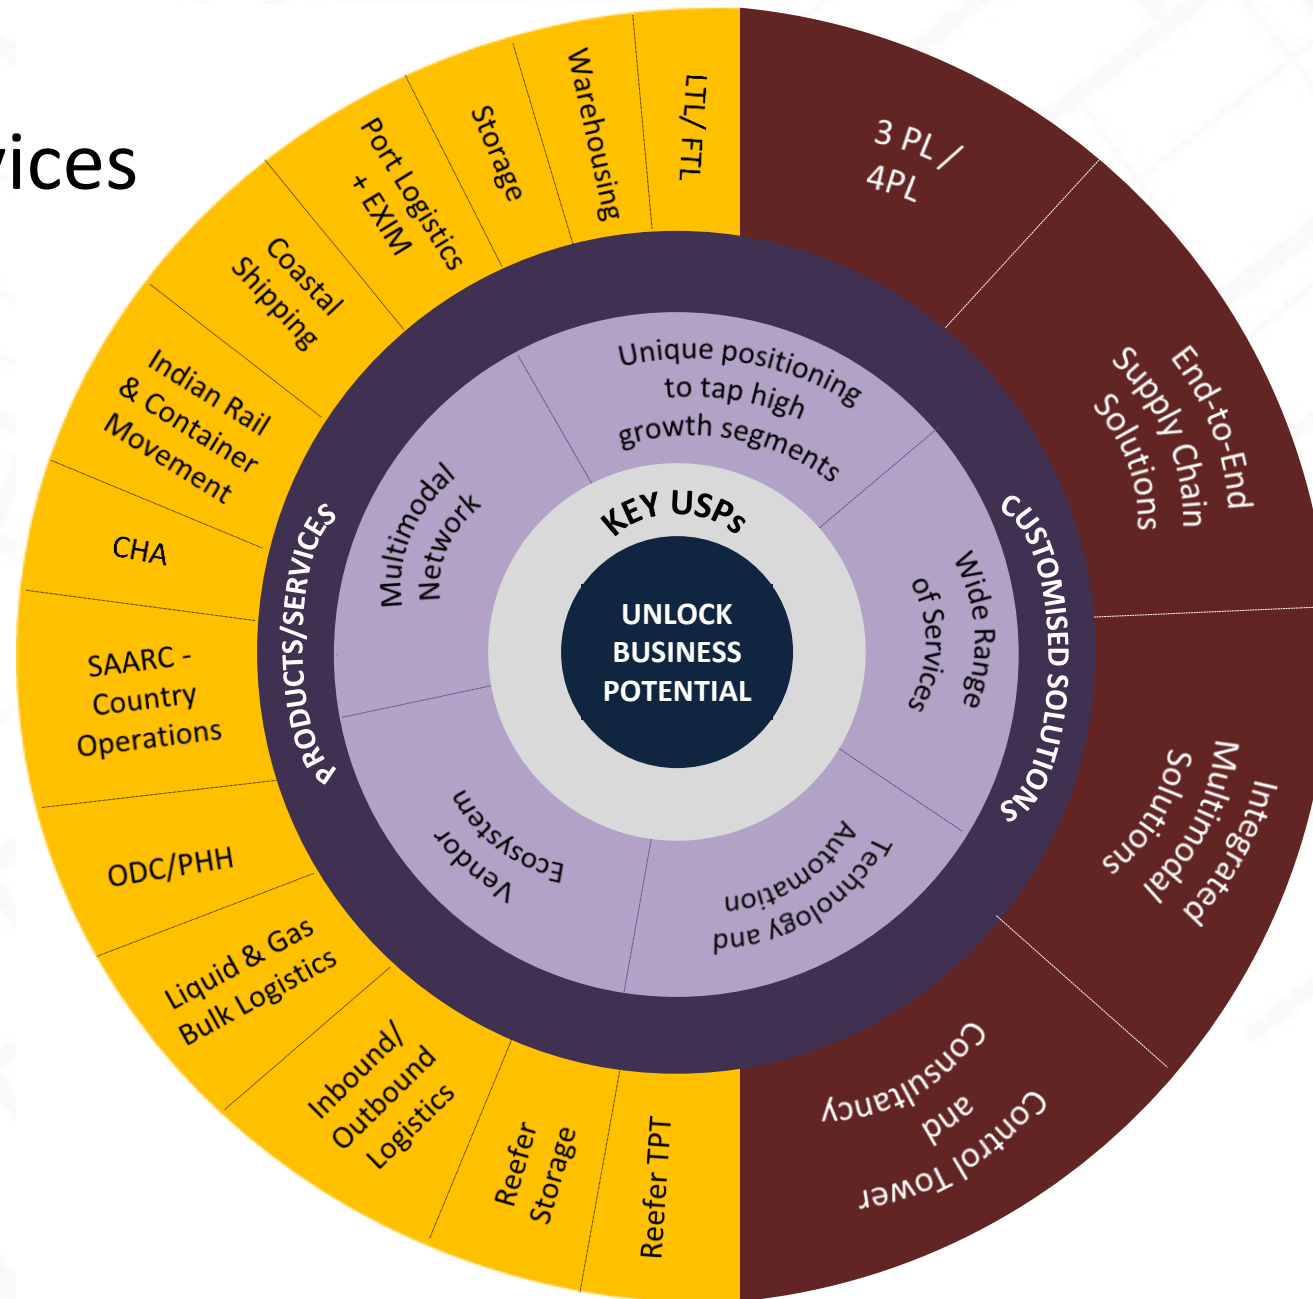 vices
LTL/ FTL
Warehousing
Storage
Port Logistics
+ EXIM
Coastal
Shipping
Indian Rail
& Container
Movement
CHA
SAARC -
Country
Operations
ODC/PHH
Liquid & Gas
Bulk Logistics
Inbound/
Outbound
Logistics
Reefer
Storage
Reefer TPT
3 PL /
4PL
End-to-End
Supply Chain
Solutions
Integrated
Multimodal
Solutions
Control Tower
and
Consultancy
PRODUCTS/SERVICES
CUSTOMISED SOLUTIONS
Unique positioning
to tap high
growth segments
Wide Range
of Services
Technology and
Automation
Vendor
Ecosystem
Multimodal
Network
KEY USPs
UNLOCK
BUSINESS
POTENTIAL